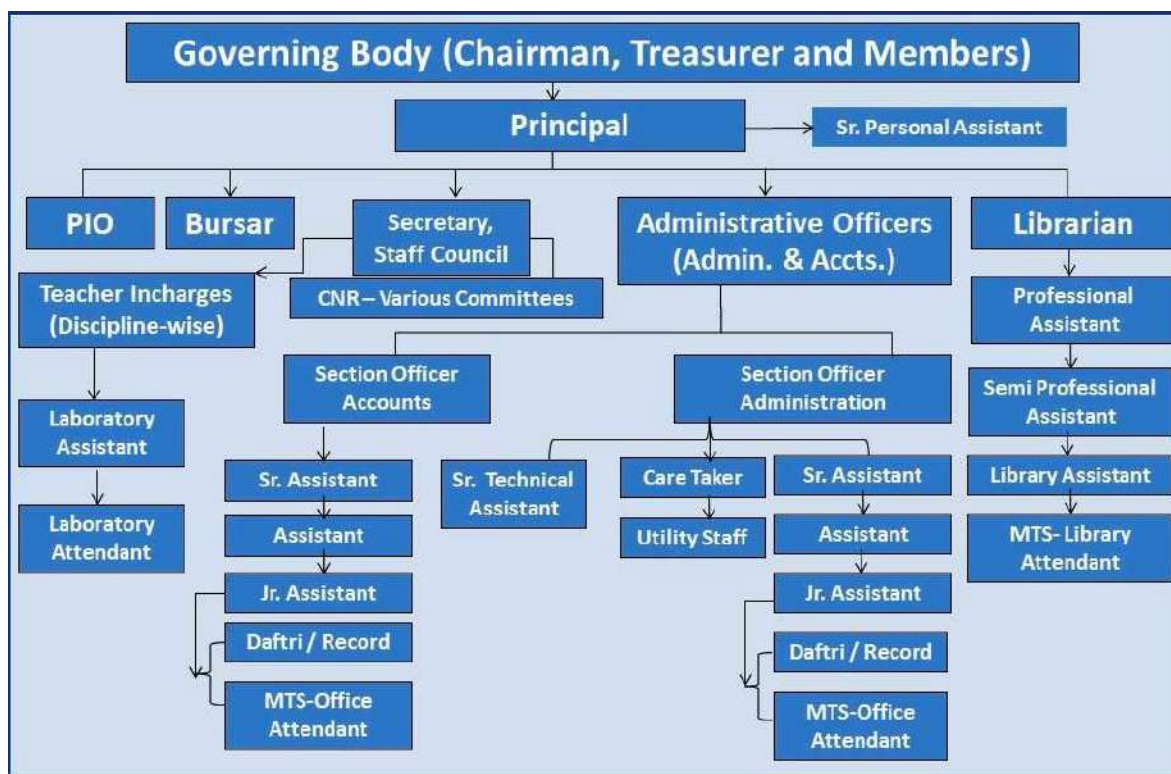 Governing Body (Chairman, Treasurer and Members)
Principal
Sr. Personal Assistant
PIO
Bursar
Secretary,
Staff Council
Administrative Officers
(Admin. & Accts.)
Librarian
Teacher Incharges
(Discipline-wise)
CNR – Various Committees
Professional
Assistant
Section Officer
Accounts
Section Officer
Administration
Semi Professional
Assistant
Laboratory
Assistant
Sr. Assistant
Sr. Technical
Assistant
Care Taker
Sr. Assistant
Library Assistant
Laboratory
Attendant
Assistant
Utility Staff
Assistant
MTS- Library
Attendant
Jr. Assistant
Jr. Assistant
Daftri / Record
Daftri / Record
MTS-Office
Attendant
MTS-Office
Attendant